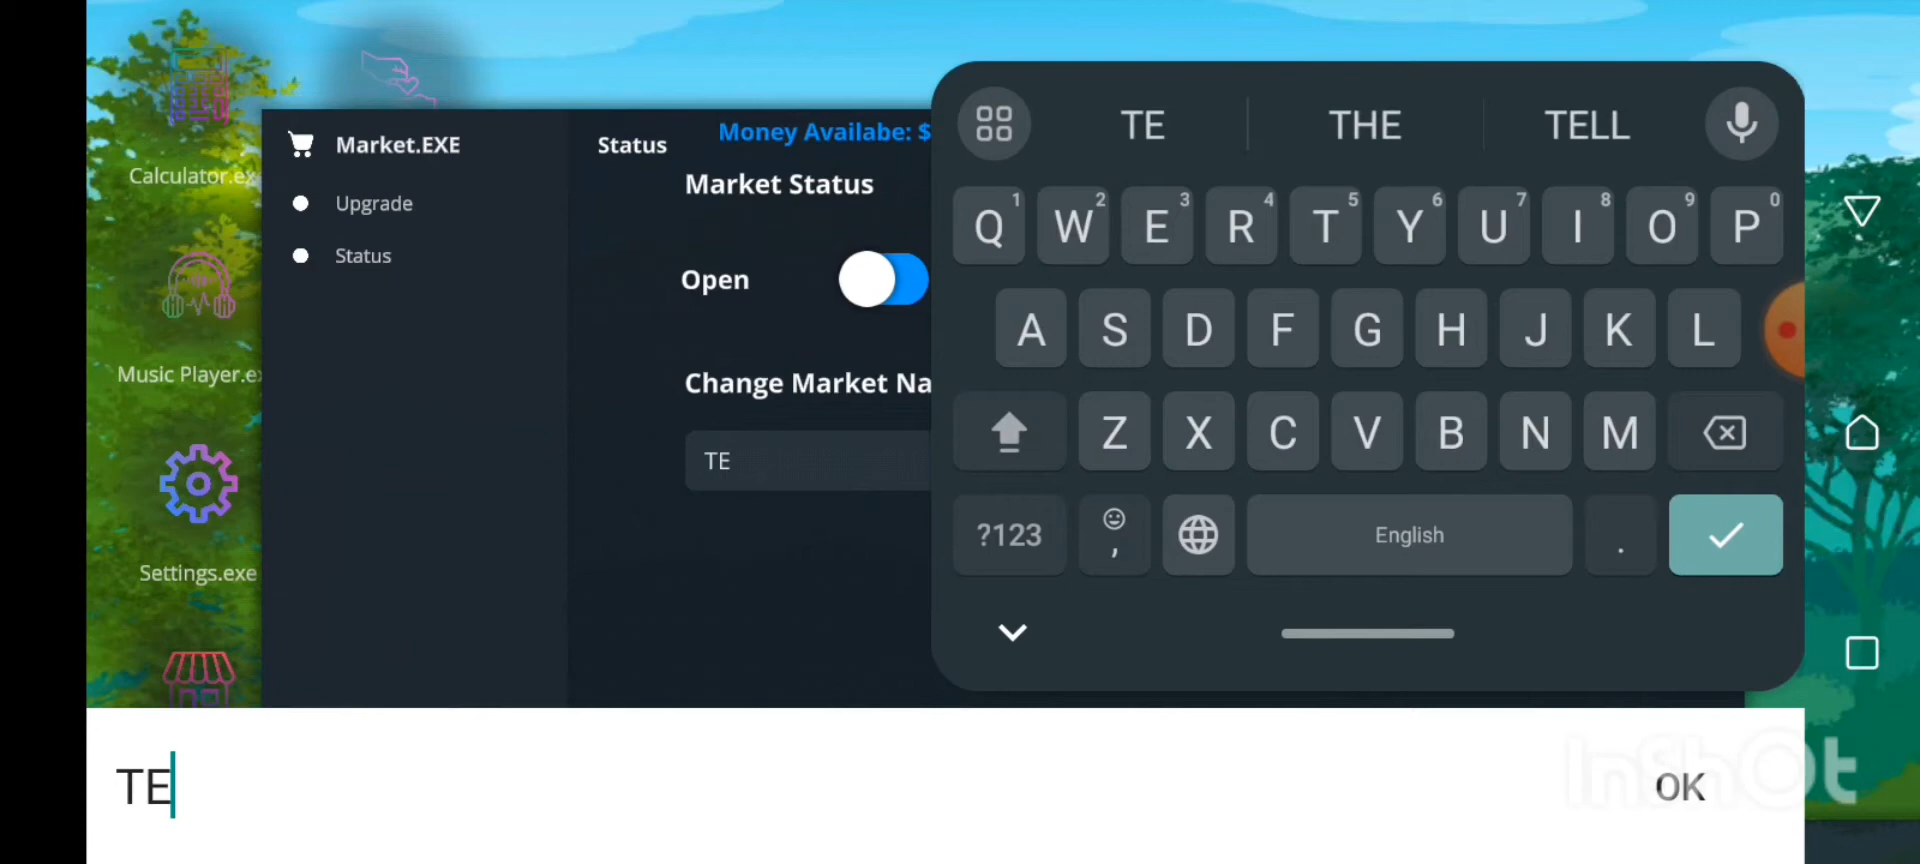 Calculator.ex
Music Player.e
Settings.exe
Market.EXE
Upgrade
Status
Status
Money Availabe: $
Market Status
Open
Change Market Na
TE
TE THE TELL
Q 1 W 2 E 3 R 4 T 5 Y 6 U 7 I 8 O 9 P 0
A S D F G H J K L
Z X C V B N M
?123 , English .
TE
OK
InShOt